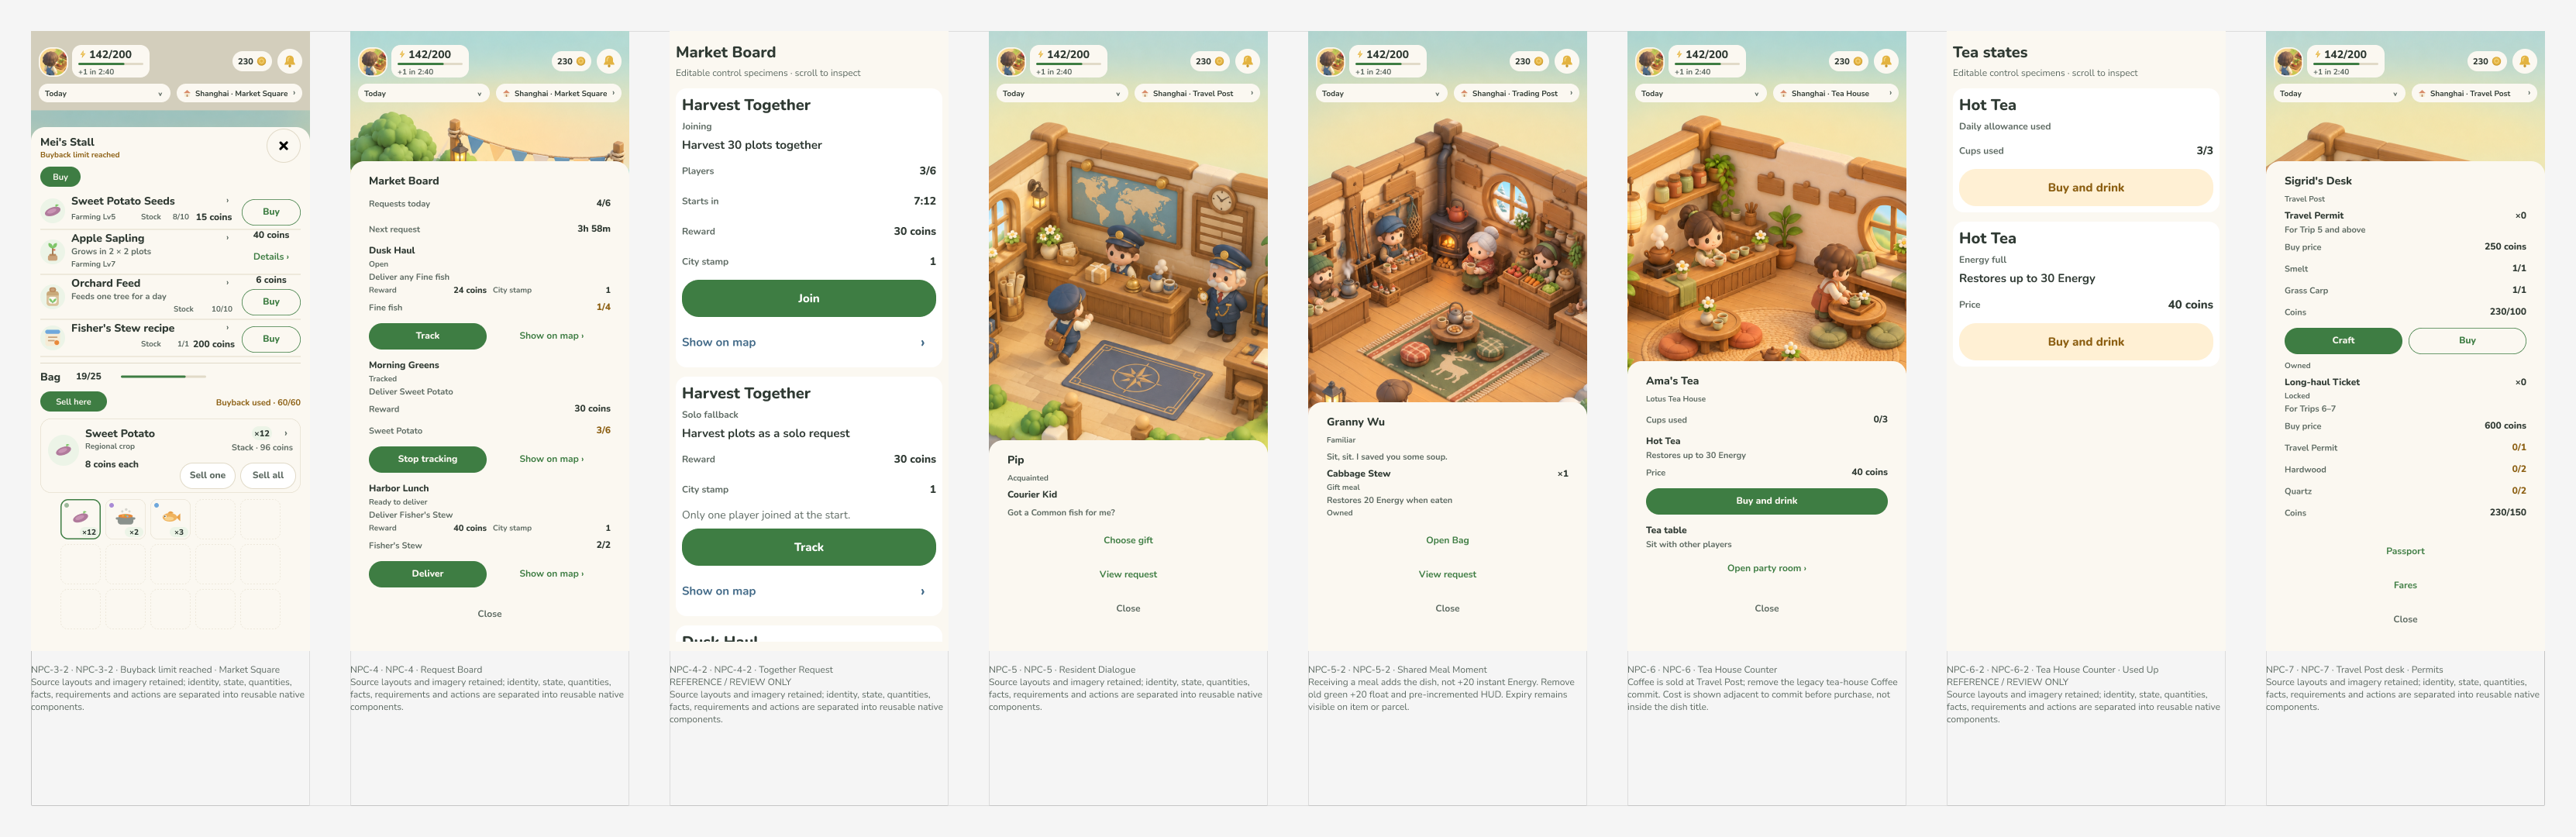 142/200
+1 in 2:40
230
Today
Shanghai · Market Square ›
Mei's Stall
Buyback limit reached
Buy
Sweet Potato Seeds ›
Farming Lv5 Stock 8/10 15 coins
Buy
Apple Sapling ›
40 coins
Grows in 2 × 2 plots
Farming Lv7
Details ›
Orchard Feed ›
6 coins
Feeds one tree for a day
Stock 10/10
Buy
Fisher's Stew recipe ›
Stock 1/1 200 coins
Buy
Bag 19/25
Sell here
Buyback used · 60/60
Sweet Potato ×12 ›
Regional crop Stack · 96 coins
8 coins each
Sell one Sell all
×12 ×2 ×3
NPC-3-2 · NPC-3-2 · Buyback limit reached · Market Square
Source layouts and imagery retained; identity, state, quantities,
facts, requirements and actions are separated into reusable native
components.
142/200
+1 in 2:40
230
Today
Shanghai · Market Square ›
Market Board
Requests today 4/6
Next request 3h 58m
Dusk Haul
Open
Deliver any Fine fish
Reward 24 coins City stamp 1
Fine fish 1/4
Track Show on map ›
Morning Greens
Tracked
Deliver Sweet Potato
Reward 30 coins
Sweet Potato 3/6
Stop tracking Show on map ›
Harbor Lunch
Ready to deliver
Deliver Fisher's Stew
Reward 40 coins City stamp 1
Fisher's Stew 2/2
Deliver Show on map ›
Close
NPC-4 · NPC-4 · Request Board
Source layouts and imagery retained; identity, state, quantities,
facts, requirements and actions are separated into reusable native
components.
Market Board
Editable control specimens · scroll to inspect
Harvest Together
Joining
Harvest 30 plots together
Players 3/6
Starts in 7:12
Reward 30 coins
City stamp 1
Join
Show on map ›
Harvest Together
Solo fallback
Harvest plots as a solo request
Reward 30 coins
City stamp 1
Only one player joined at the start.
Track
Show on map ›
Dusk Haul
NPC-4-2 · NPC-4-2 · Together Request
REFERENCE / REVIEW ONLY
Source layouts and imagery retained; identity, state, quantities,
facts, requirements and actions are separated into reusable native
components.
142/200
+1 in 2:40
230
Today
Shanghai · Travel Post ›
Pip
Acquainted
Courier Kid
Got a Common fish for me?
Choose gift
View request
Close
NPC-5 · NPC-5 · Resident Dialogue
Source layouts and imagery retained; identity, state, quantities,
facts, requirements and actions are separated into reusable native
components.
142/200
+1 in 2:40
230
Today
Shanghai · Trading Post ›
Granny Wu
Familiar
Sit, sit. I saved you some soup.
Cabbage Stew ×1
Gift meal
Restores 20 Energy when eaten
Owned
Open Bag
View request
Close
NPC-5-2 · NPC-5-2 · Shared Meal Moment
Receiving a meal adds the dish, not +20 instant Energy. Remove
old green +20 float and pre-incremented HUD. Expiry remains
visible on item or parcel.
142/200
+1 in 2:40
230
Today
Shanghai · Tea House ›
Ama's Tea
Lotus Tea House
Cups used 0/3
Hot Tea
Restores up to 30 Energy
Price 40 coins
Buy and drink
Tea table
Sit with other players
Open party room ›
Close
NPC-6 · NPC-6 · Tea House Counter
Coffee is sold at Travel Post; remove the legacy tea-house Coffee
commit. Cost is shown adjacent to commit before purchase, not
inside the dish title.
Tea states
Editable control specimens · scroll to inspect
Hot Tea
Daily allowance used
Cups used 3/3
Buy and drink
Hot Tea
Energy full
Restores up to 30 Energy
Price 40 coins
Buy and drink
NPC-6-2 · NPC-6-2 · Tea House Counter · Used Up
REFERENCE / REVIEW ONLY
Source layouts and imagery retained; identity, state, quantities,
facts, requirements and actions are separated into reusable native
components.
142/200
+1 in 2:40
230
Today
Shanghai · Travel Post ›
Sigrid's Desk
Travel Post
Travel Permit ×0
For Trip 5 and above
Buy price 250 coins
Smelt 1/1
Grass Carp 1/1
Coins 230/100
Craft Buy
Owned
Long-haul Ticket ×0
Locked
For Trips 6–7
Buy price 600 coins
Travel Permit 0/1
Hardwood 0/2
Quartz 0/2
Coins 230/150
Passport
Fares
Close
NPC-7 · NPC-7 · Travel Post desk · Permits
Source layouts and imagery retained; identity, state, quantities,
facts, requirements and actions are separated into reusable native
components.